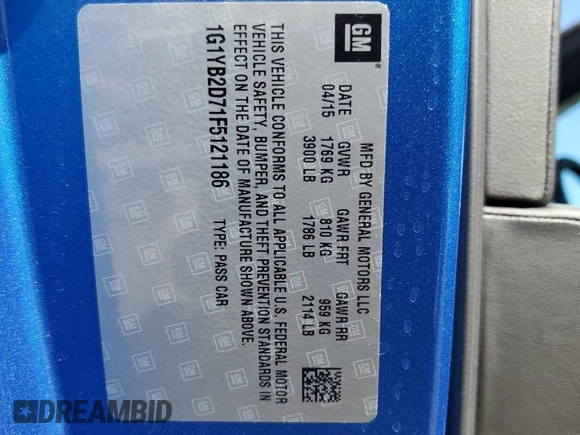 GM
MFD BY GENERAL MOTORS LLC
DATE GVWR GAWR FRT GAWR RR
04/15 1769 KG 810 KG 959 KG
3900 LB 1786 LB 2114 LB
THIS VEHICLE CONFORMS TO ALL APPLICABLE U.S. FEDERAL MOTOR
VEHICLE SAFETY, BUMPER, AND THEFT PREVENTION STANDARDS IN
EFFECT ON THE DATE OF MANUFACTURE SHOWN ABOVE.
1G1YB2D71F5121186 TYPE: PASS CAR
DREAMBID